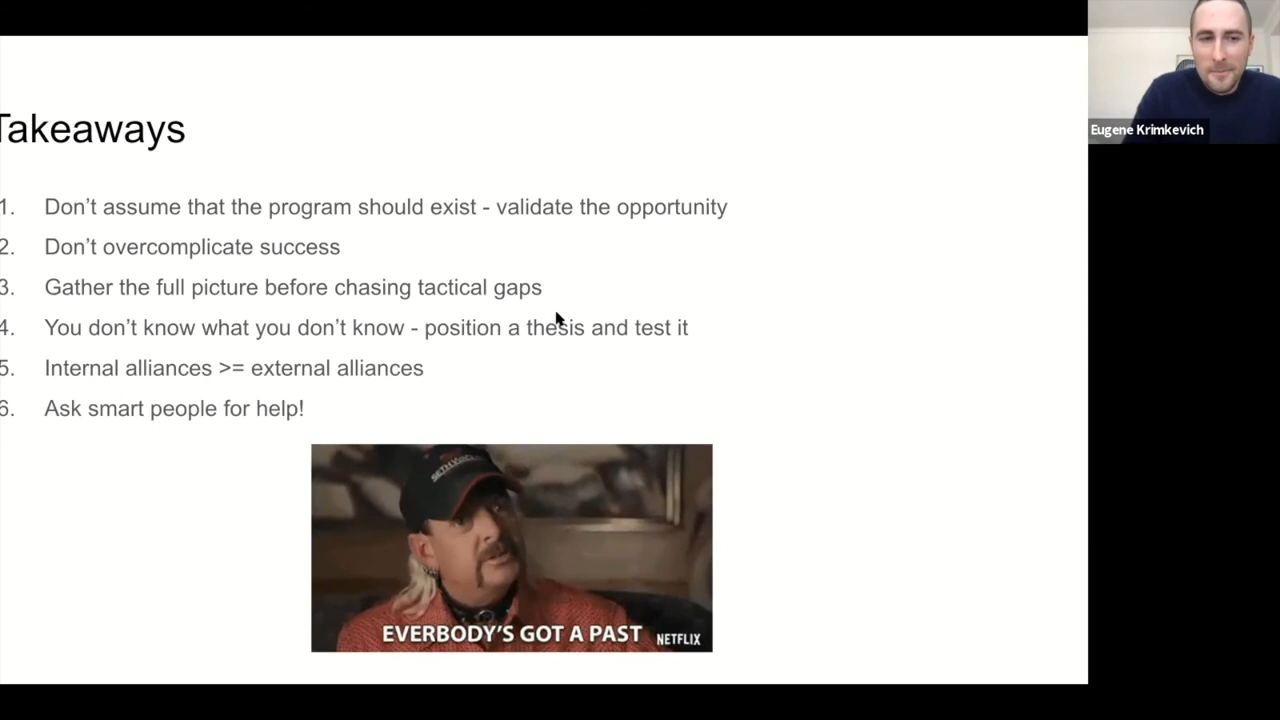 Takeaways
1. Don't assume that the program should exist - validate the opportunity
2. Don't overcomplicate success
3. Gather the full picture before chasing tactical gaps
4. You don't know what you don't know - position a thesis and test it
5. Internal alliances >= external alliances
6. Ask smart people for help!
EVERBODY'S GOT A PAST
NETFLIX
Eugene Krimkevich